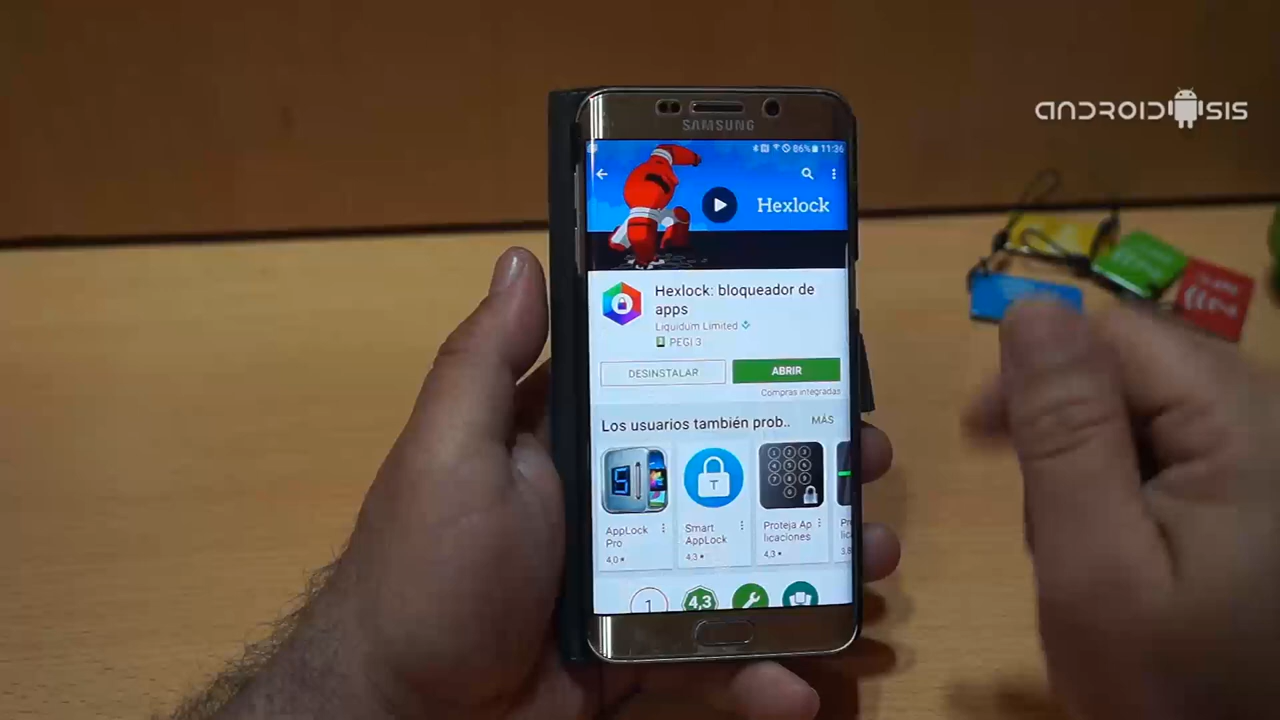 ANDROIDSIS
SAMSUNG
86% 11:36
Hexlock
Hexlock: bloqueador de
apps
Liquidum Limited
PEGI 3
DESINSTALAR
ABRIR
Compras integradas
Los usuarios también prob..
MÁS
AppLock
Pro
4,0
Smart
AppLock
4,3
Proteja Ap
licaciones
4,3
1
4,3